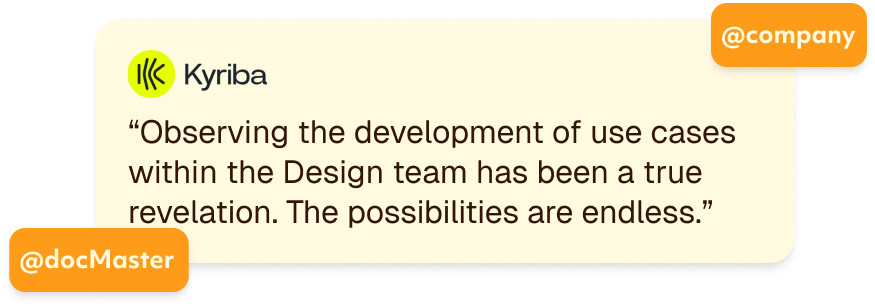 @company
Kyriba
“Observing the development of use cases
within the Design team has been a true
revelation. The possibilities are endless.”
@docMaster